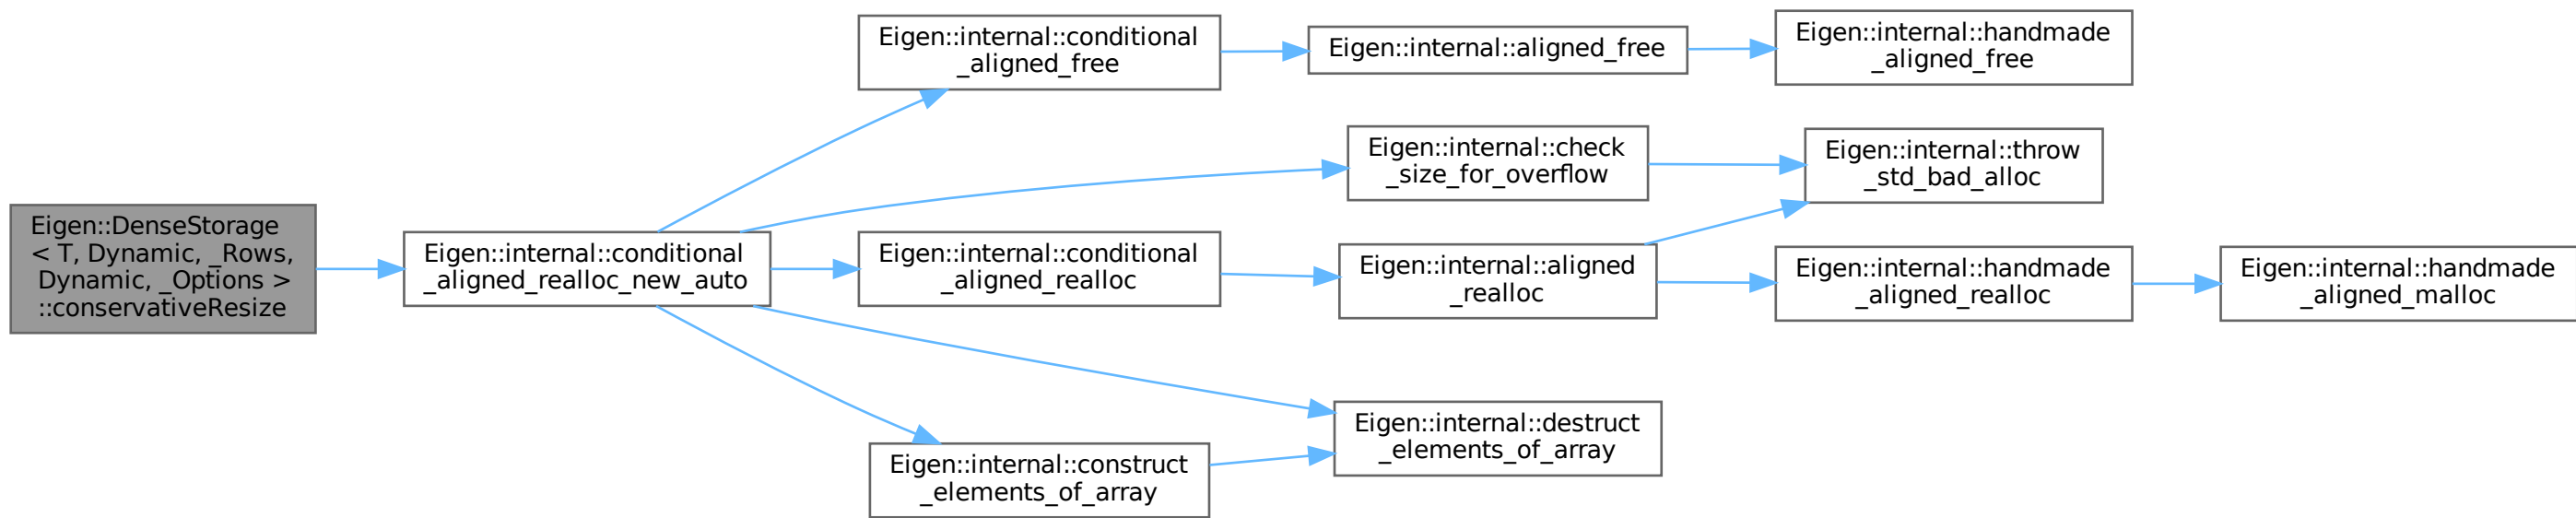 Eigen::DenseStorage
< T, Dynamic, _Rows,
Dynamic, _Options >
::conservativeResize
Eigen::internal::conditional
_aligned_realloc_new_auto
Eigen::internal::conditional
_aligned_free
Eigen::internal::aligned_free
Eigen::internal::handmade
_aligned_free
Eigen::internal::check
_size_for_overflow
Eigen::internal::throw
_std_bad_alloc
Eigen::internal::conditional
_aligned_realloc
Eigen::internal::aligned
_realloc
Eigen::internal::handmade
_aligned_realloc
Eigen::internal::handmade
_aligned_malloc
Eigen::internal::destruct
_elements_of_array
Eigen::internal::construct
_elements_of_array